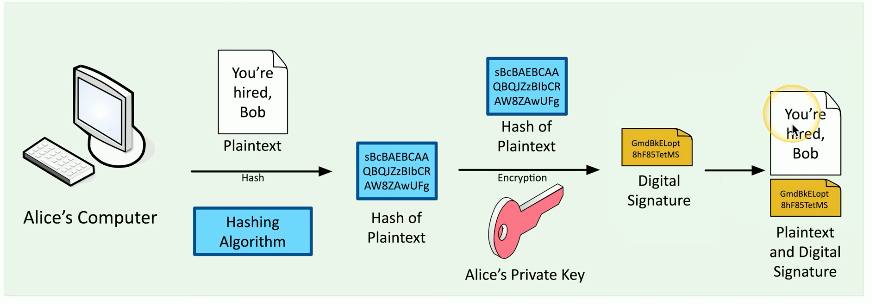 Alice's Computer
You're
hired,
Bob
Plaintext
Hash
Hashing
Algorithm
sBcBAEBCAA
QBQJZzBIbCR
AW8ZAwUFg
Hash of
Plaintext
sBcBAEBCAA
QBQJZzBIbCR
AW8ZAwUFg
Hash of
Plaintext
Encryption
Alice's Private Key
GmdBkELopt
8hF85TetMS
Digital
Signature
You're
hired,
Bob
GmdBkELopt
8hF85TetMS
Plaintext
and Digital
Signature